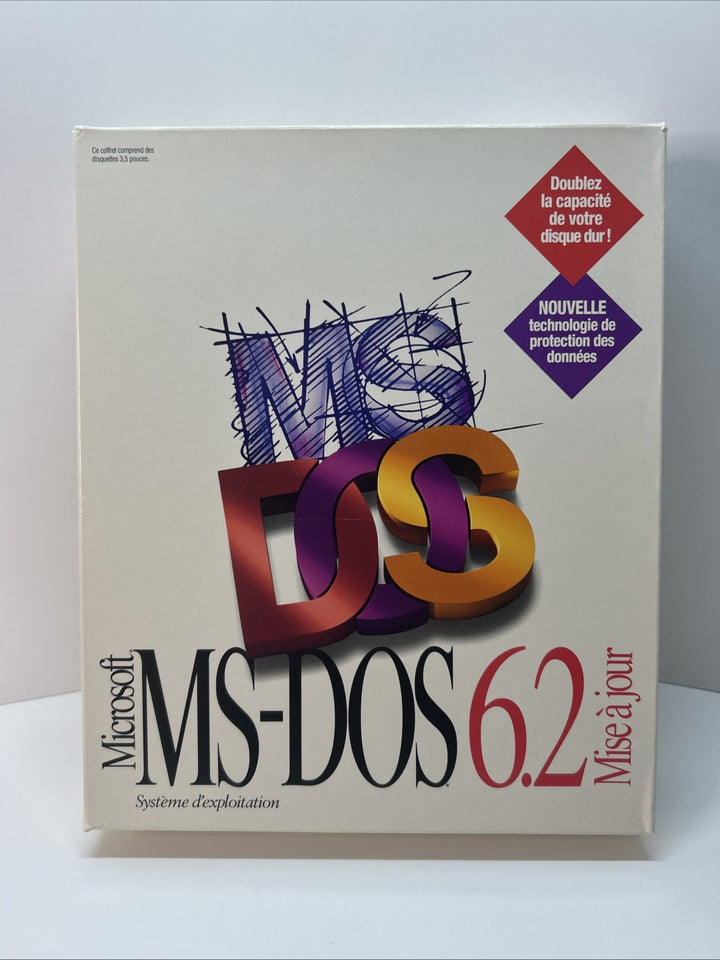 Ce coffret comprend des
disquettes 3,5 pouces.
Doublez
la capacité
de votre
disque dur !
NOUVELLE
technologie de
protection des
données
MS
DOS
Microsoft
MS-DOS 6.2
Mise à jour
Système d'exploitation